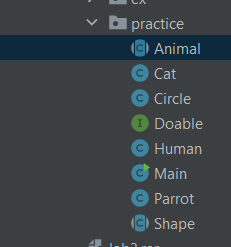 practice
Animal
Cat
Circle
Doable
Human
Main
Parrot
Shape